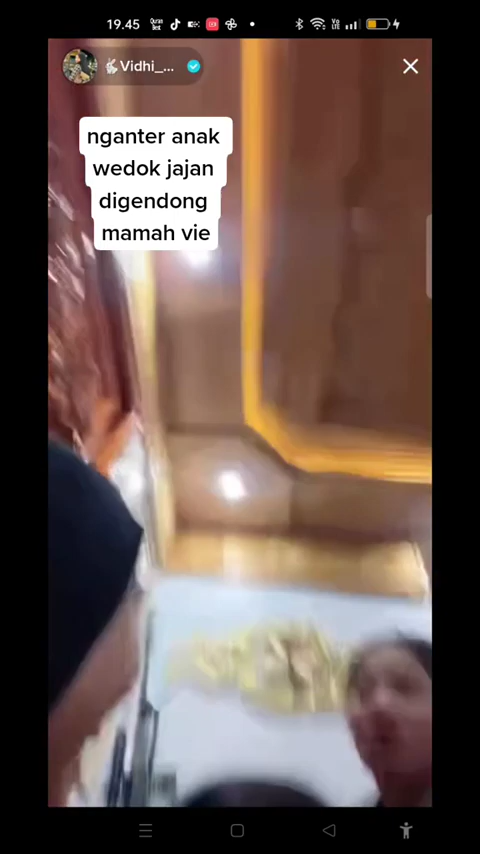 19.45
Vidhi_...
nganter anak
wedok jajan
digendong
mamah vie